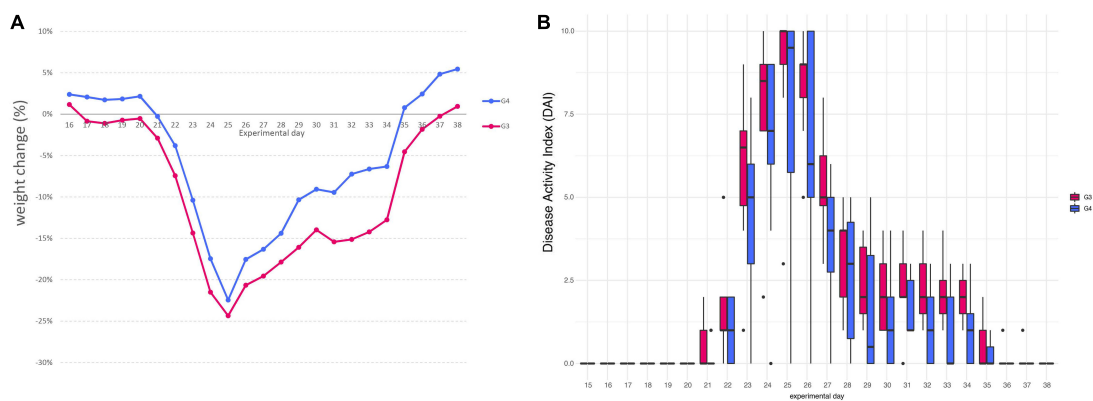 A
weight change (%)
10%
5%
0%
-5%
-10%
-15%
-20%
-25%
-30%
16 17 18 19 20 21 22 23 24 25 26 27 28 29 30 31 32 33 34 35 36 37 38
Experimental day
G4
G3
B
Disease Activity Index (DAI)
10.0
7.5
5.0
2.5
0.0
15 16 17 18 19 20 21 22 23 24 25 26 27 28 29 30 31 32 33 34 35 36 37 38
experimental day
G3
G4